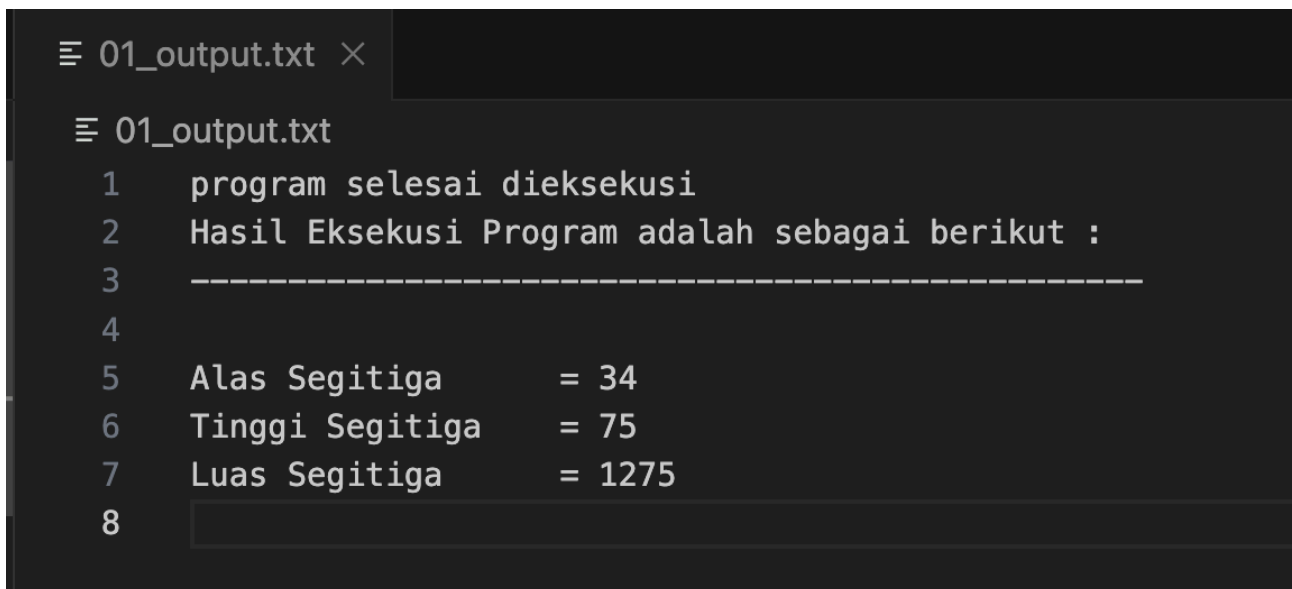 01_output.txt
01_output.txt
1 program selesai dieksekusi
2 Hasil Eksekusi Program adalah sebagai berikut :
3 -------------------------------------------------
4
5 Alas Segitiga      = 34
6 Tinggi Segitiga    = 75
7 Luas Segitiga      = 1275
8